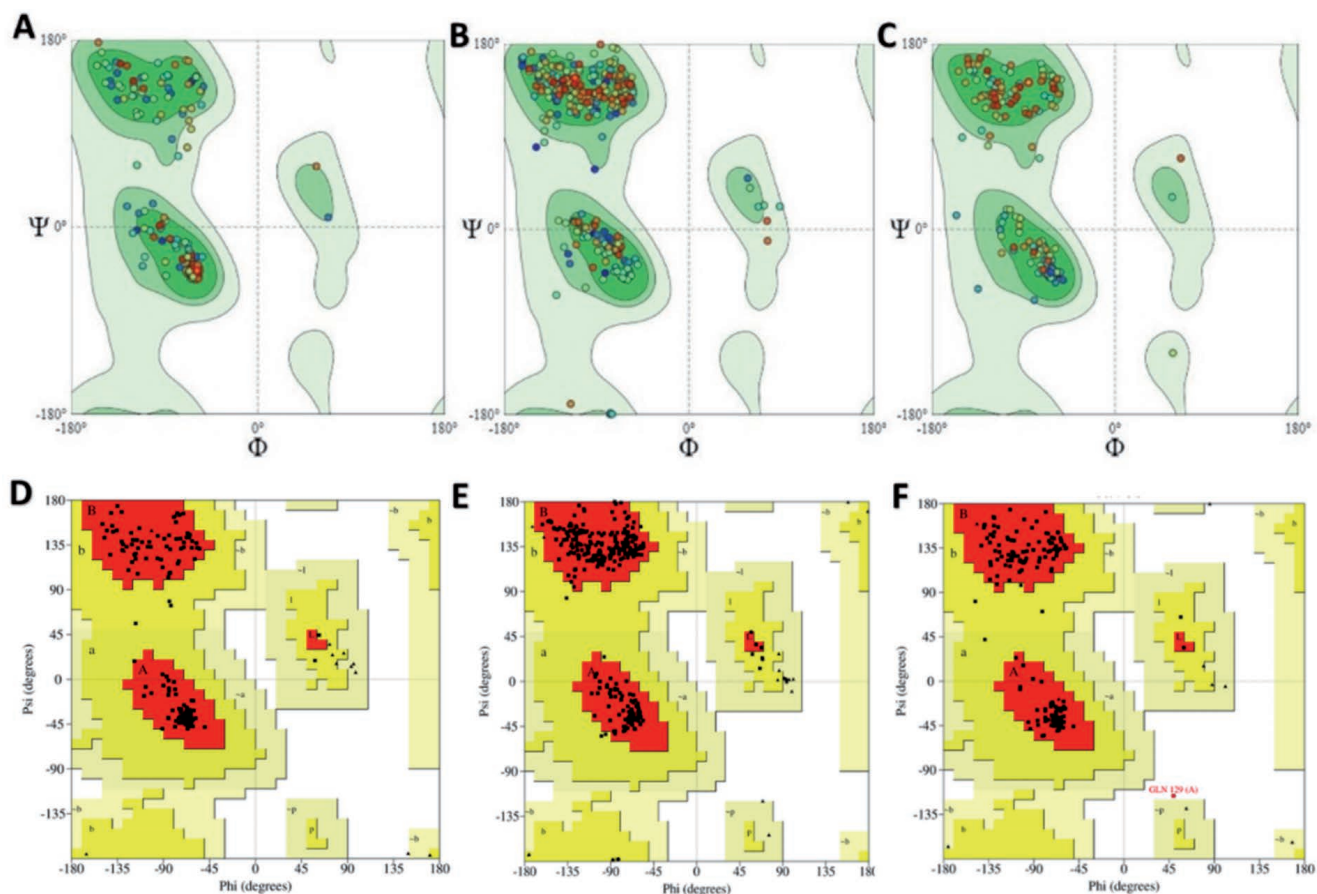 A
B
C
180°
180°
180°
Ψ 0°
Ψ 0°
Ψ 0°
-180°
-180°
-180°
-180° 0° 180°
-180° 0° 180°
-180° 0° 180°
Φ
Φ
Φ
D
E
F
180
135
90
45
0
-45
-90
-135
Psi (degrees)
B
b
~b
~b
b
~l
l
L
a
A
~a
~b
b
~p
p
~b
-180 -135 -90 -45 0 45 90 135 180
Phi (degrees)
180
135
90
45
0
-45
-90
-135
Psi (degrees)
B
b
~b
~b
b
~l
l
L
a
A
~a
~b
b
~p
p
~b
-180 -135 -90 -45 0 45 90 135 180
Phi (degrees)
180
135
90
45
0
-45
-90
-135
Psi (degrees)
B
b
~b
~b
b
~l
l
L
a
A
~a
GLN 129 (A)
~b
b
~p
p
~b
-180 -135 -90 -45 0 45 90 135 180
Phi (degrees)